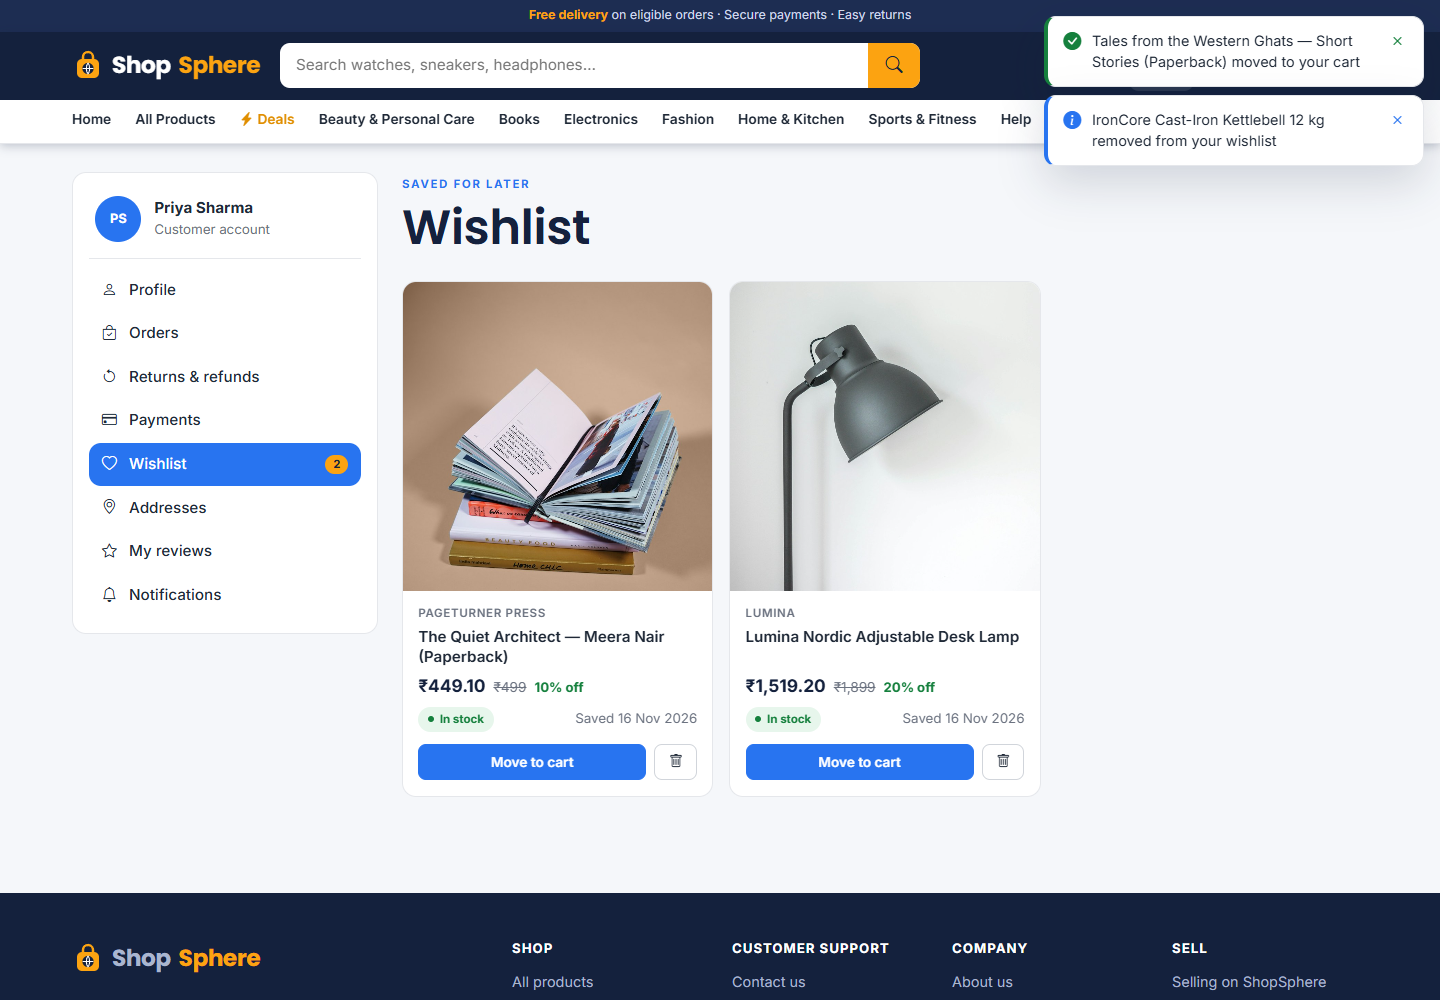 Free delivery on eligible orders · Secure payments · Easy returns
Shop Sphere
Search watches, sneakers, headphones...
Tales from the Western Ghats — Short
Stories (Paperback) moved to your cart
IronCore Cast-Iron Kettlebell 12 kg
removed from your wishlist
Home
All Products
Deals
Beauty & Personal Care
Books
Electronics
Fashion
Home & Kitchen
Sports & Fitness
Help
PS
Priya Sharma
Customer account
Profile
Orders
Returns & refunds
Payments
Wishlist
2
Addresses
My reviews
Notifications
SAVED FOR LATER
Wishlist
BEAUTY FOOD
HOME CHIC
PAGETURNER PRESS
The Quiet Architect — Meera Nair
(Paperback)
₹449.10 ₹499 10% off
In stock
Saved 16 Nov 2026
Move to cart
LUMINA
Lumina Nordic Adjustable Desk Lamp
₹1,519.20 ₹1,899 20% off
In stock
Saved 16 Nov 2026
Move to cart
Shop Sphere
SHOP
All products
CUSTOMER SUPPORT
Contact us
COMPANY
About us
SELL
Selling on ShopSphere